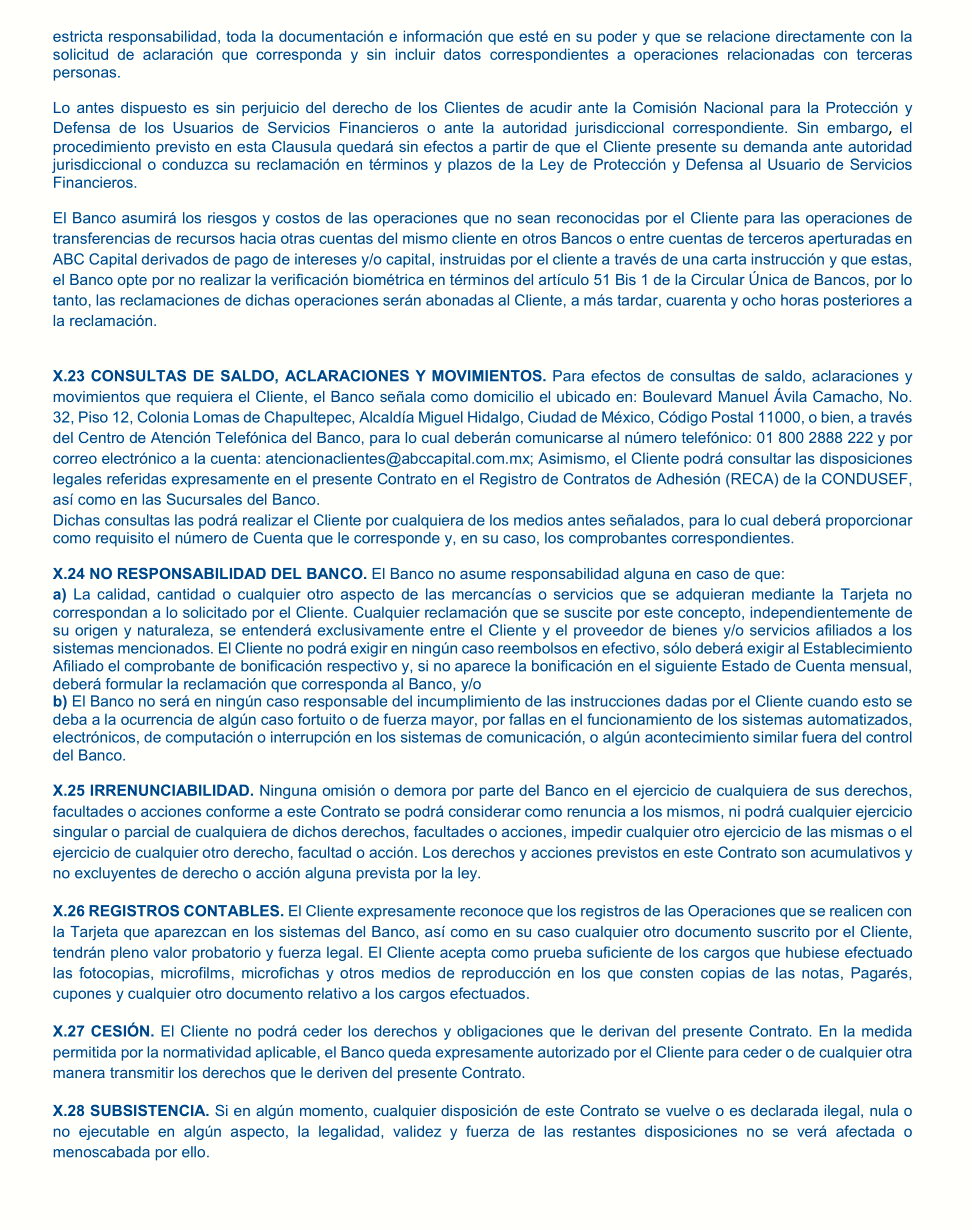 estricta responsabilidad, toda la documentación e información que esté en su poder y que se relacione directamente con la
solicitud de aclaración que corresponda y sin incluir datos correspondientes a operaciones relacionadas con terceras
personas.
Lo antes dispuesto es sin perjuicio del derecho de los Clientes de acudir ante la Comisión Nacional para la Protección y
Defensa de los Usuarios de Servicios Financieros o ante la autoridad jurisdiccional correspondiente. Sin embargo, el
procedimiento previsto en esta Clausula quedará sin efectos a partir de que el Cliente presente su demanda ante autoridad
jurisdiccional o conduzca su reclamación en términos y plazos de la Ley de Protección y Defensa al Usuario de Servicios
Financieros.
El Banco asumirá los riesgos y costos de las operaciones que no sean reconocidas por el Cliente para las operaciones de
transferencias de recursos hacia otras cuentas del mismo cliente en otros Bancos o entre cuentas de terceros aperturadas en
ABC Capital derivados de pago de intereses y/o capital, instruidas por el cliente a través de una carta instrucción y que estas,
el Banco opte por no realizar la verificación biométrica en términos del artículo 51 Bis 1 de la Circular Única de Bancos, por lo
tanto, las reclamaciones de dichas operaciones serán abonadas al Cliente, a más tardar, cuarenta y ocho horas posteriores a
la reclamación.
X.23 CONSULTAS DE SALDO, ACLARACIONES Y MOVIMIENTOS. Para efectos de consultas de saldo, aclaraciones y
movimientos que requiera el Cliente, el Banco señala como domicilio el ubicado en: Boulevard Manuel Ávila Camacho, No.
32, Piso 12, Colonia Lomas de Chapultepec, Alcaldía Miguel Hidalgo, Ciudad de México, Código Postal 11000, o bien, a través
del Centro de Atención Telefónica del Banco, para lo cual deberán comunicarse al número telefónico: 01 800 2888 222 y por
correo electrónico a la cuenta: atencionaclientes@abccapital.com.mx; Asimismo, el Cliente podrá consultar las disposiciones
legales referidas expresamente en el presente Contrato en el Registro de Contratos de Adhesión (RECA) de la CONDUSEF,
así como en las Sucursales del Banco.
Dichas consultas las podrá realizar el Cliente por cualquiera de los medios antes señalados, para lo cual deberá proporcionar
como requisito el número de Cuenta que le corresponde y, en su caso, los comprobantes correspondientes.
X.24 NO RESPONSABILIDAD DEL BANCO. El Banco no asume responsabilidad alguna en caso de que:
a) La calidad, cantidad o cualquier otro aspecto de las mercancías o servicios que se adquieran mediante la Tarjeta no
correspondan a lo solicitado por el Cliente. Cualquier reclamación que se suscite por este concepto, independientemente de
su origen y naturaleza, se entenderá exclusivamente entre el Cliente y el proveedor de bienes y/o servicios afiliados a los
sistemas mencionados. El Cliente no podrá exigir en ningún caso reembolsos en efectivo, sólo deberá exigir al Establecimiento
Afiliado el comprobante de bonificación respectivo y, si no aparece la bonificación en el siguiente Estado de Cuenta mensual,
deberá formular la reclamación que corresponda al Banco, y/o
b) El Banco no será en ningún caso responsable del incumplimiento de las instrucciones dadas por el Cliente cuando esto se
deba a la ocurrencia de algún caso fortuito o de fuerza mayor, por fallas en el funcionamiento de los sistemas automatizados,
electrónicos, de computación o interrupción en los sistemas de comunicación, o algún acontecimiento similar fuera del control
del Banco.
X.25 IRRENUNCIABILIDAD. Ninguna omisión o demora por parte del Banco en el ejercicio de cualquiera de sus derechos,
facultades o acciones conforme a este Contrato se podrá considerar como renuncia a los mismos, ni podrá cualquier ejercicio
singular o parcial de cualquiera de dichos derechos, facultades o acciones, impedir cualquier otro ejercicio de las mismas o el
ejercicio de cualquier otro derecho, facultad o acción. Los derechos y acciones previstos en este Contrato son acumulativos y
no excluyentes de derecho o acción alguna prevista por la ley.
X.26 REGISTROS CONTABLES. El Cliente expresamente reconoce que los registros de las Operaciones que se realicen con
la Tarjeta que aparezcan en los sistemas del Banco, así como en su caso cualquier otro documento suscrito por el Cliente,
tendrán pleno valor probatorio y fuerza legal. El Cliente acepta como prueba suficiente de los cargos que hubiese efectuado
las fotocopias, microfilms, microfichas y otros medios de reproducción en los que consten copias de las notas, Pagarés,
cupones y cualquier otro documento relativo a los cargos efectuados.
X.27 CESIÓN. El Cliente no podrá ceder los derechos y obligaciones que le derivan del presente Contrato. En la medida
permitida por la normatividad aplicable, el Banco queda expresamente autorizado por el Cliente para ceder o de cualquier otra
manera transmitir los derechos que le deriven del presente Contrato.
X.28 SUBSISTENCIA. Si en algún momento, cualquier disposición de este Contrato se vuelve o es declarada ilegal, nula o
no ejecutable en algún aspecto, la legalidad, validez y fuerza de las restantes disposiciones no se verá afectada o
menoscabada por ello.